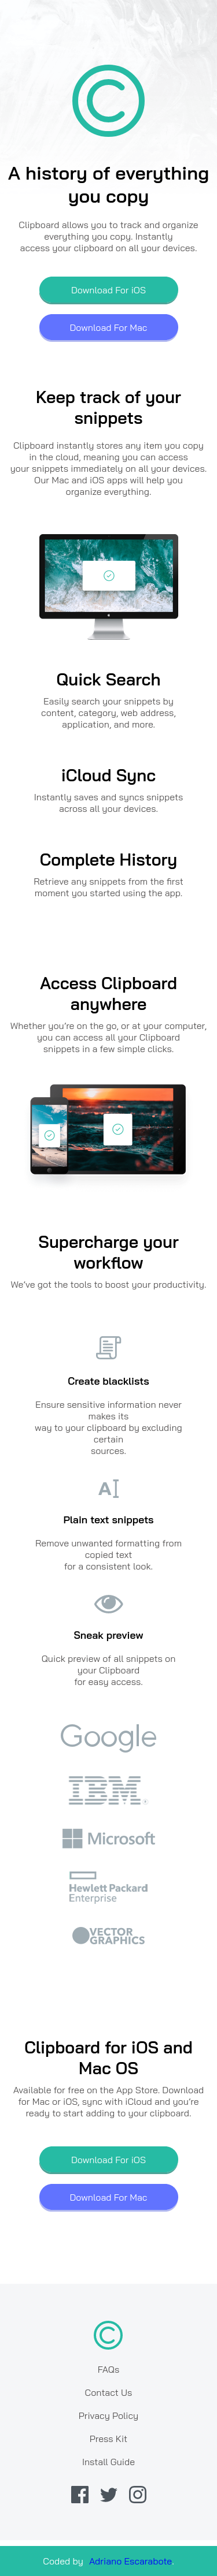 A history of everything
you copy
Clipboard allows you to track and organize
everything you copy. Instantly
access your clipboard on all your devices.
Download For iOS
Download For Mac
Keep track of your
snippets
Clipboard instantly stores any item you copy
in the cloud, meaning you can access
your snippets immediately on all your devices.
Our Mac and iOS apps will help you
organize everything.
Quick Search
Easily search your snippets by
content, category, web address,
application, and more.
iCloud Sync
Instantly saves and syncs snippets
across all your devices.
Complete History
Retrieve any snippets from the first
moment you started using the app.
Access Clipboard
anywhere
Whether you’re on the go, or at your computer,
you can access all your Clipboard
snippets in a few simple clicks.
Supercharge your
workflow
We’ve got the tools to boost your productivity.
Create blacklists
Ensure sensitive information never
makes its
way to your clipboard by excluding
certain
sources.
A
Plain text snippets
Remove unwanted formatting from
copied text
for a consistent look.
Sneak preview
Quick preview of all snippets on
your Clipboard
for easy access.
Google
IBM
Microsoft
Hewlett Packard
Enterprise
VECTOR
GRAPHICS
Clipboard for iOS and
Mac OS
Available for free on the App Store. Download
for Mac or iOS, sync with iCloud and you’re
ready to start adding to your clipboard.
Download For iOS
Download For Mac
FAQs
Contact Us
Privacy Policy
Press Kit
Install Guide
Coded by Adriano Escarabote.